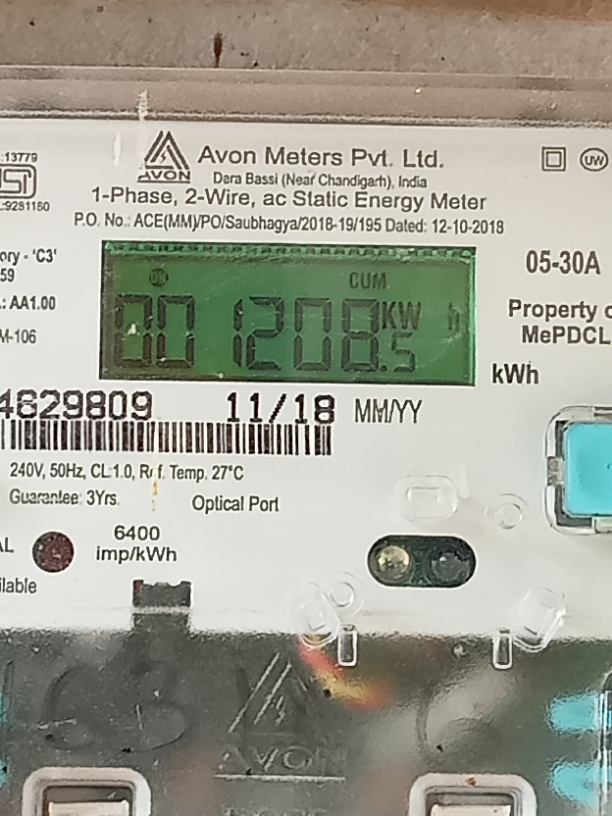 :13779
ISI
:9281180
AVON
Avon Meters Pvt. Ltd.
Dera Bassi (Near Chandigarh), India
1-Phase, 2-Wire, ac Static Energy Meter
P.O. No.: ACE(MM)/PO/Saubhagya/2018-19/195 Dated: 12-10-2018
UW
ory - 'C3'
59
.: AA1.00
M-106
ON
CUM
001208.5 KW h
kWh
05-30A
Property o
MePDCL
4629809 11/18 MM/YY
240V, 50Hz, CL:1.0, Ref. Temp. 27°C
Guarantee: 3Yrs. Optical Port
AL
6400
imp/kWh
ilable
AVON